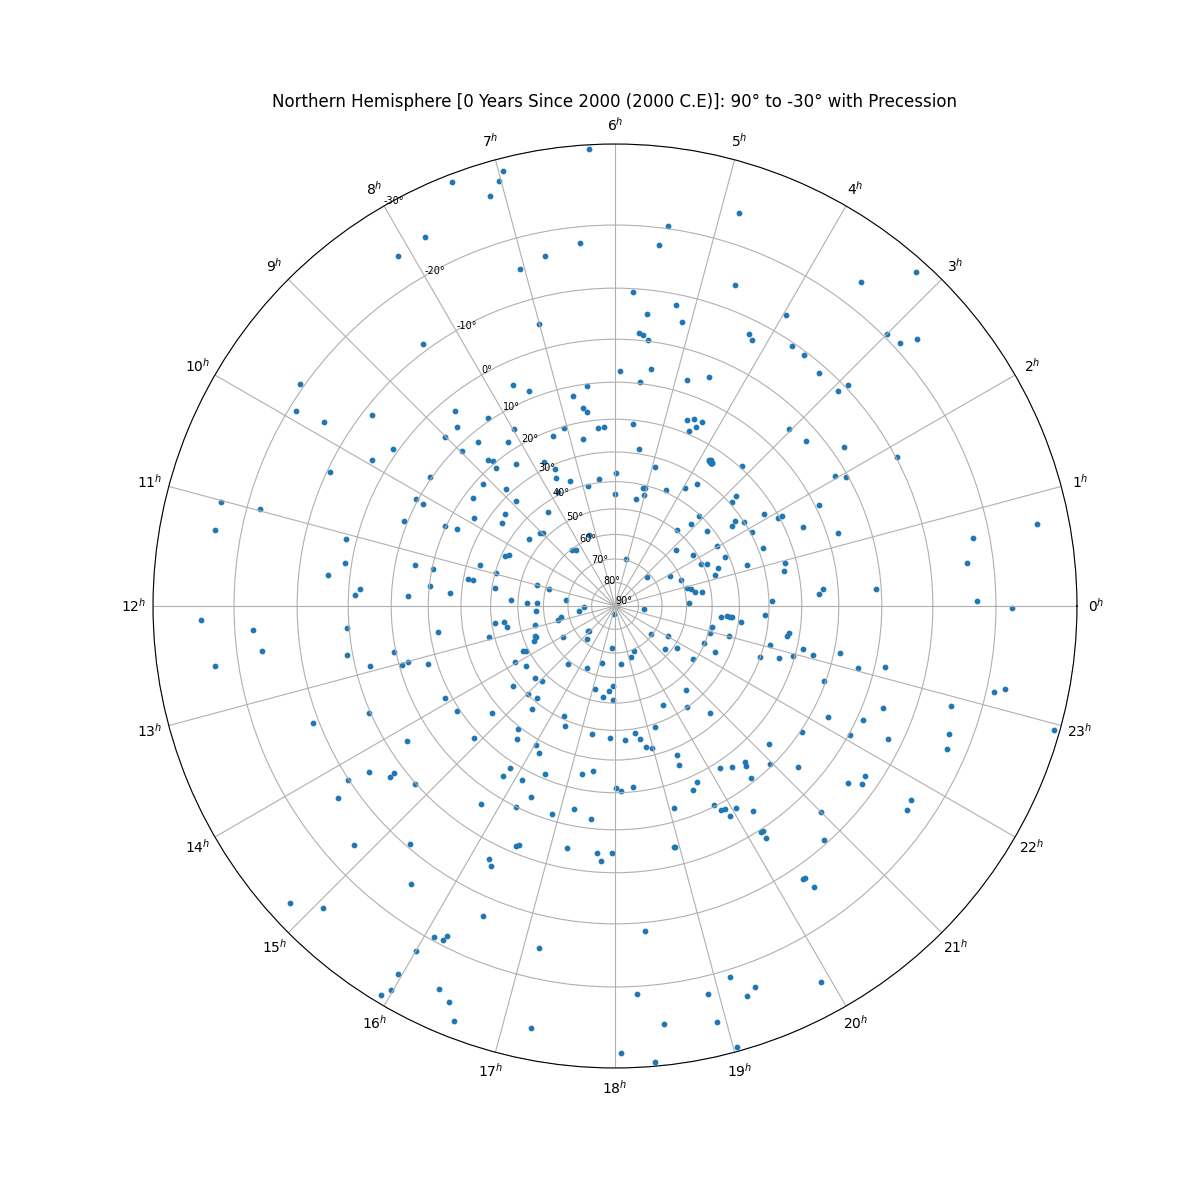 Northern Hemisphere [0 Years Since 2000 (2000 C.E)]: 90° to -30° with Precession
6h
7h
5h
8h
4h
-30°
9h
3h
-20°
-10°
10h
2h
0°
10°
20°
30°
11h
1h
40°
50°
60°
70°
80°
90°
12h
0h
13h
23h
14h
22h
15h
21h
16h
20h
17h
19h
18h